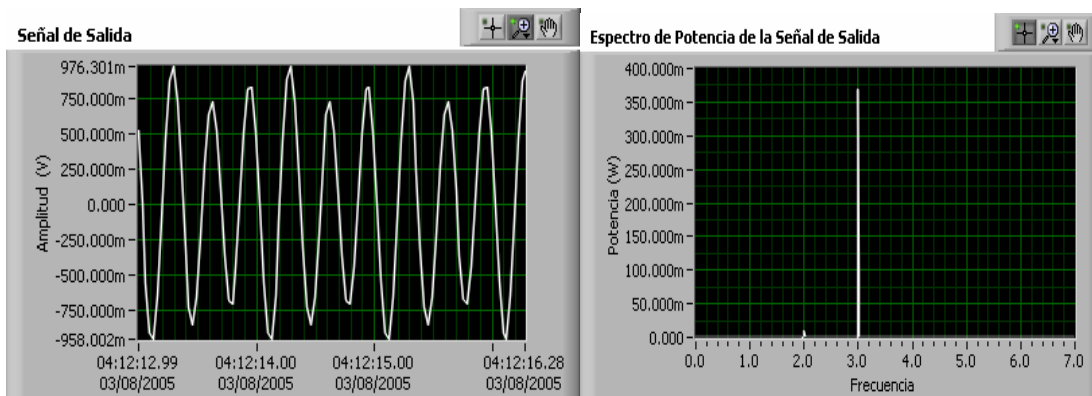 Señal de Salida
976.301m
750.000m
500.000m
250.000m
0.000
-250.000m
-500.000m
-750.000m
-958.002m
Amplitud (V)
04:12:12.99 04:12:14.00 04:12:15.00 04:12:16.28
03/08/2005 03/08/2005 03/08/2005 03/08/2005
Espectro de Potencia de la Señal de Salida
400.000m
350.000m
300.000m
250.000m
200.000m
150.000m
100.000m
50.000m
0.000
Potencia (W)
0.0 1.0 2.0 3.0 4.0 5.0 6.0 7.0
Frecuencia